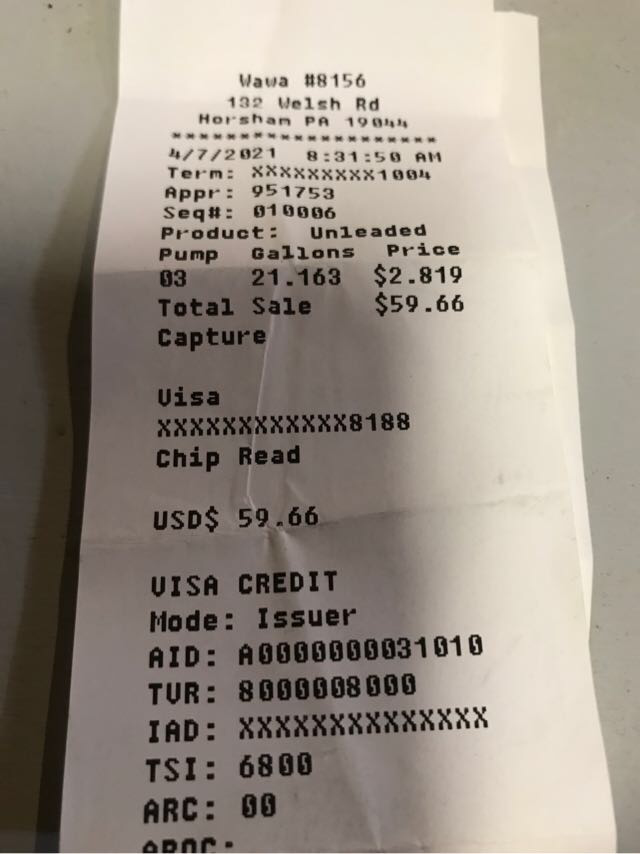 Wawa #8156
132 Welsh Rd
Horsham PA 19044
********************
4/7/2021 8:31:50 AM
Term: XXXXXXXXX1004
Appr: 951753
Seq#: 010006
Product: Unleaded
Pump Gallons Price
03 21.163 $2.819
Total Sale $59.66
Capture
Visa
XXXXXXXXXXXX8188
Chip Read
USD$ 59.66
VISA CREDIT
Mode: Issuer
AID: A0000000031010
TVR: 8000008000
IAD: XXXXXXXXXXXXXX
TSI: 6800
ARC: 00